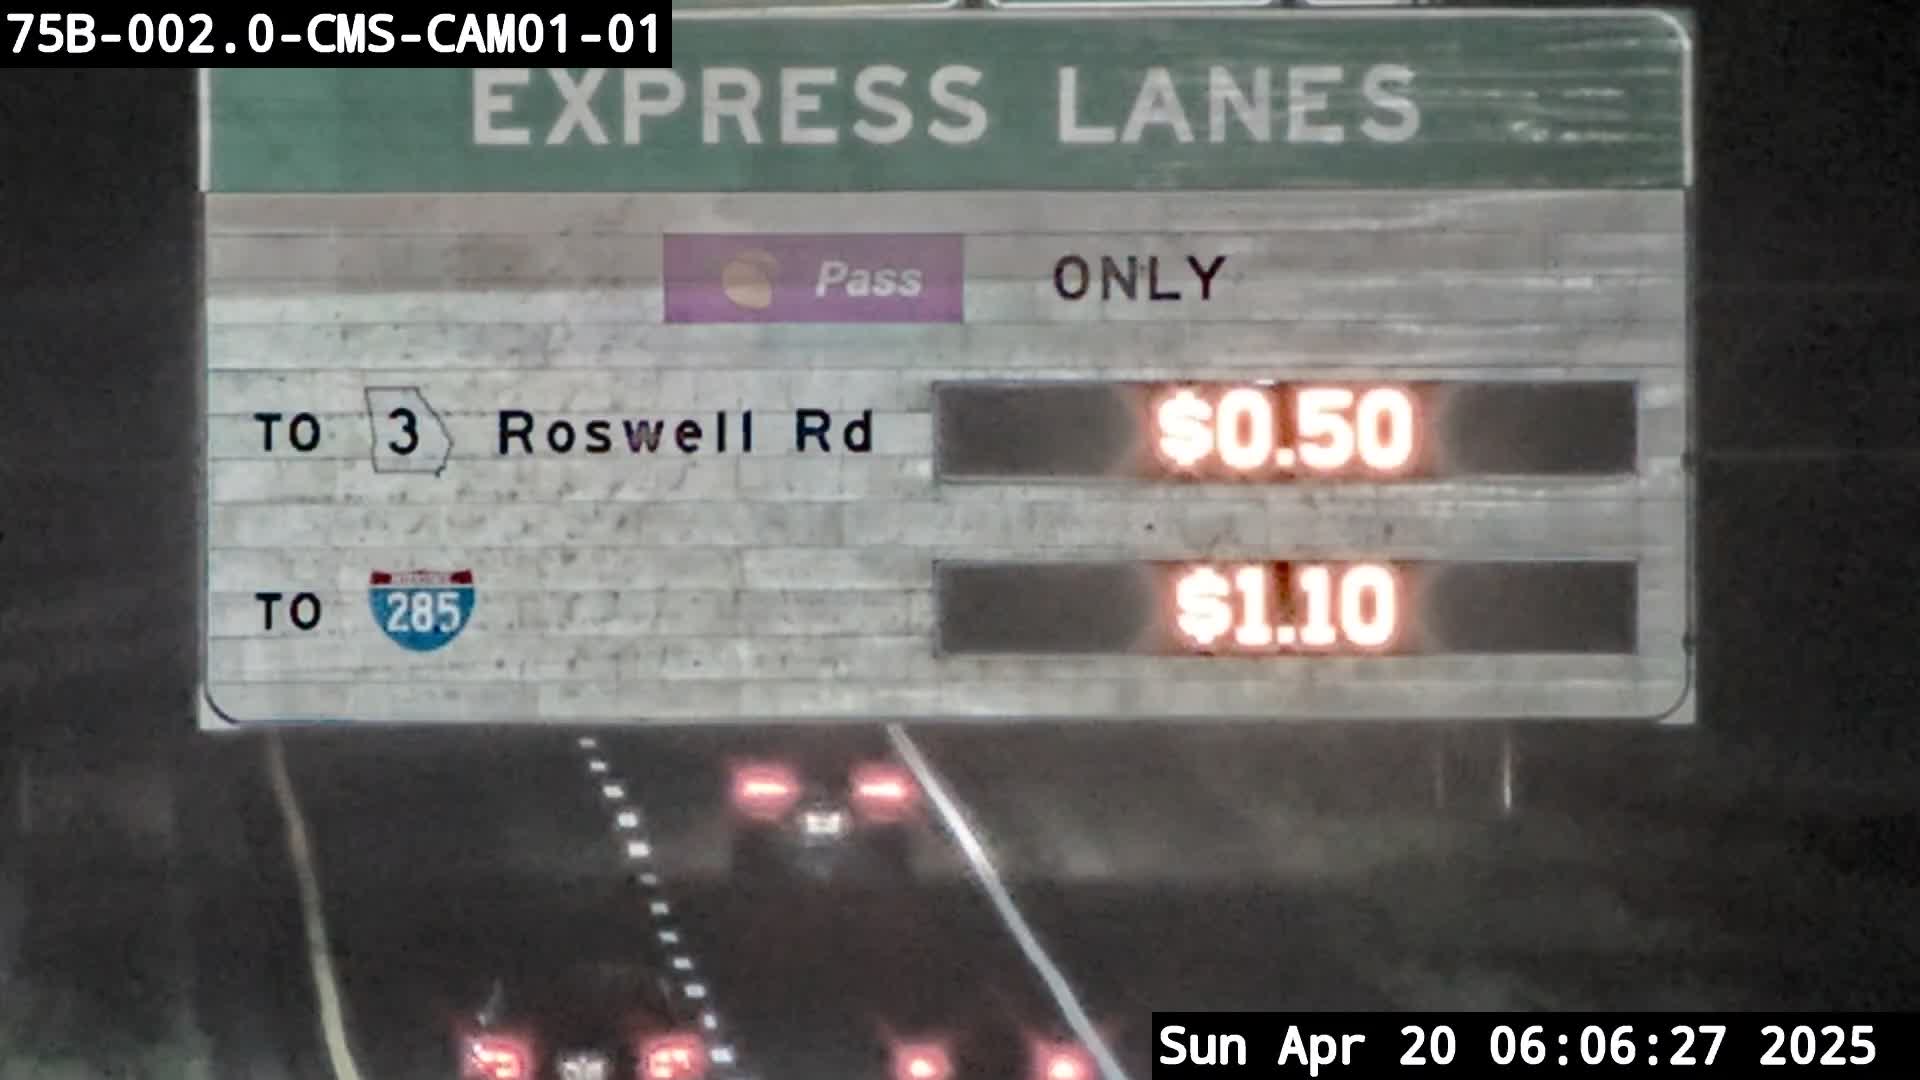 75B-002.0-CMS-CAM01-01
EXPRESS LANES
Pass ONLY
TO 3 Roswell Rd $0.50
TO 285 $1.10
Sun Apr 20 06:06:27 2025